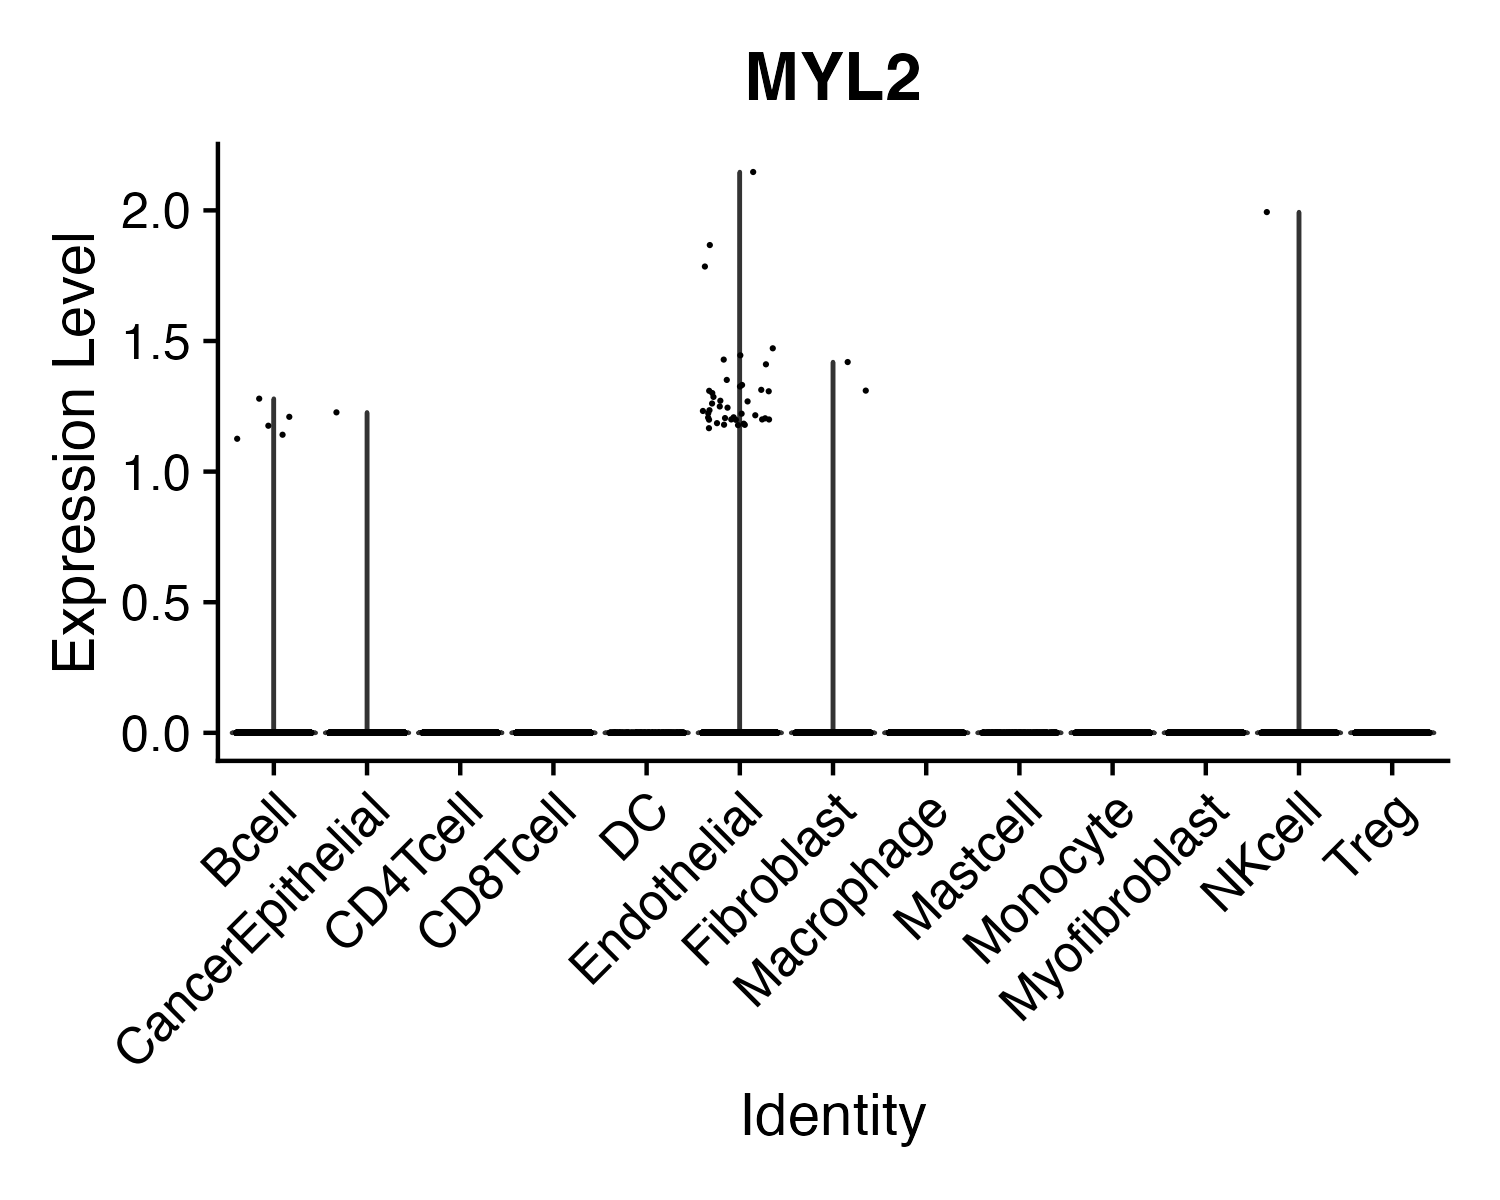 MYL2
Expression Level
2.0
1.5
1.0
0.5
0.0
Bcell
CancerEpithelial
CD4Tcell
CD8Tcell
DC
Endothelial
Fibroblast
Macrophage
Mastcell
Monocyte
Myofibroblast
NKcell
Treg
Identity